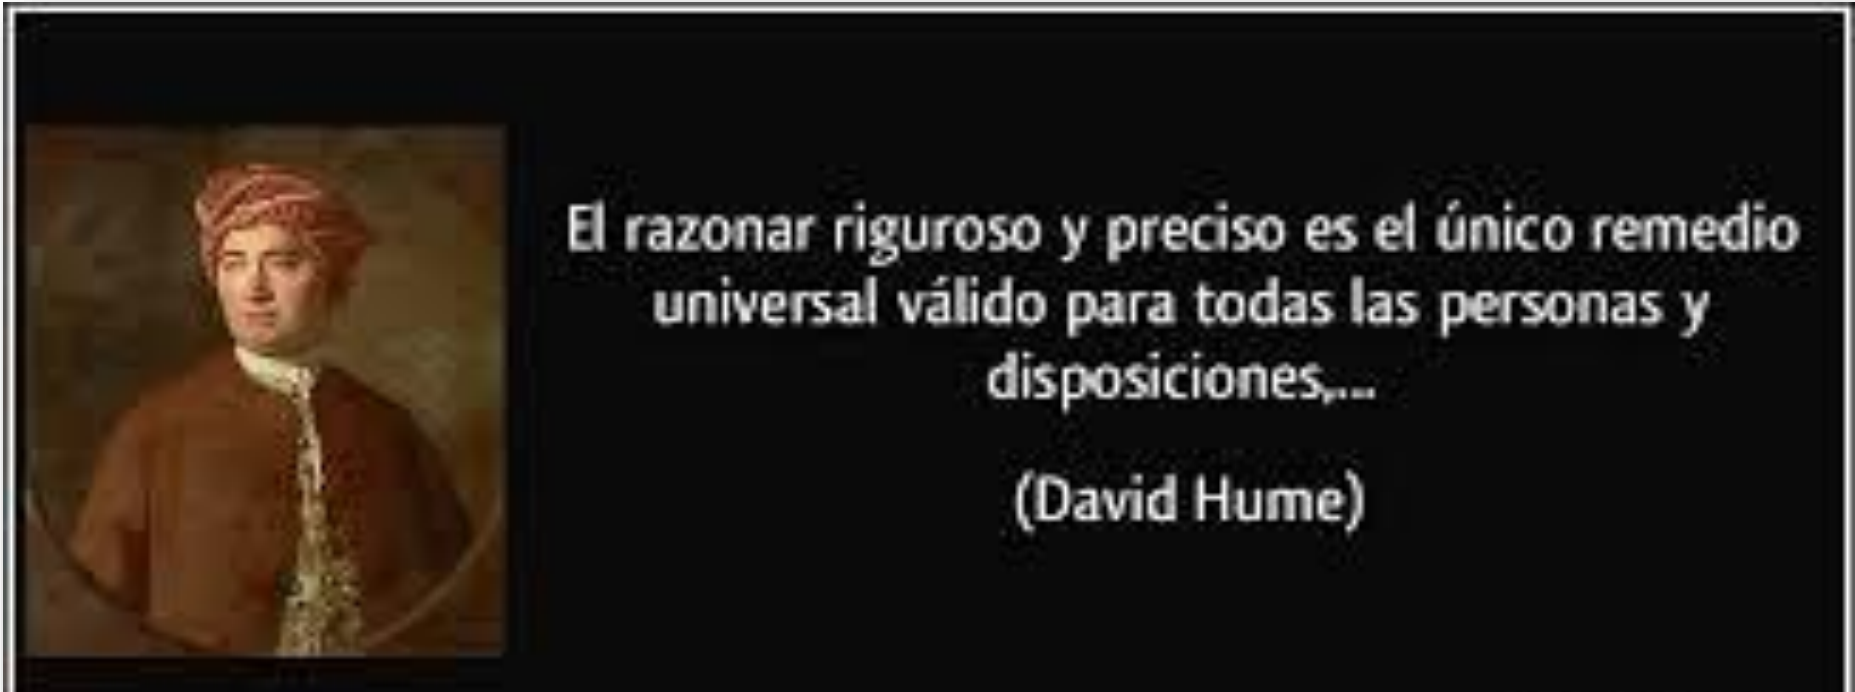 El razonar riguroso y preciso es el único remedio
universal válido para todas las personas y
disposiciones,...
(David Hume)